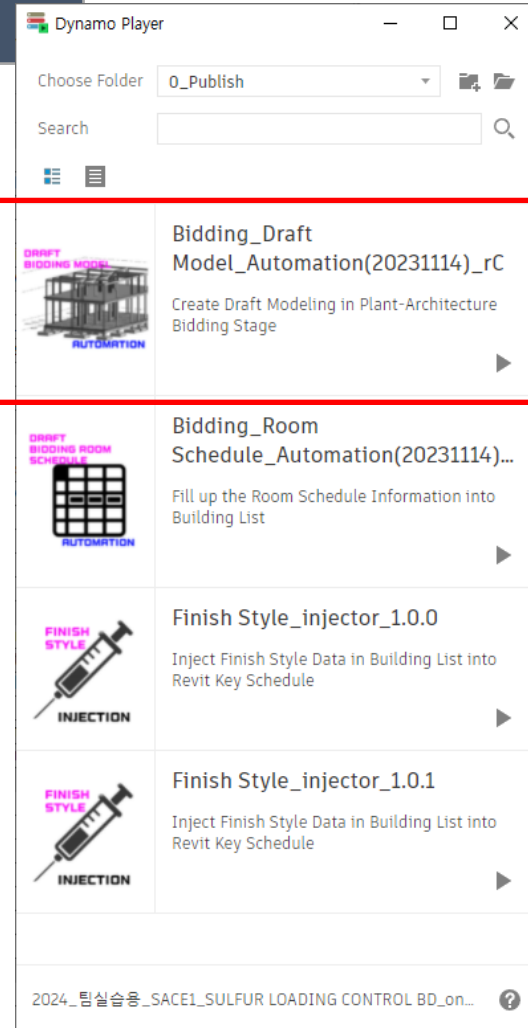 Dynamo Player
Choose Folder 0_Publish
Search
DRAFT
BIDDING MODEL
AUTOMATION
Bidding_Draft
Model_Automation(20231114)_rC
Create Draft Modeling in Plant-Architecture
Bidding Stage
DRAFT
BIDDING ROOM
SCHEDULE
AUTOMATION
Bidding_Room
Schedule_Automation(20231114)...
Fill up the Room Schedule Information into
Building List
FINISH
STYLE
INJECTION
Finish Style_injector_1.0.0
Inject Finish Style Data in Building List into
Revit Key Schedule
FINISH
STYLE
INJECTION
Finish Style_injector_1.0.1
Inject Finish Style Data in Building List into
Revit Key Schedule
2024_팀실습용_SACE1_SULFUR LOADING CONTROL BD_on...